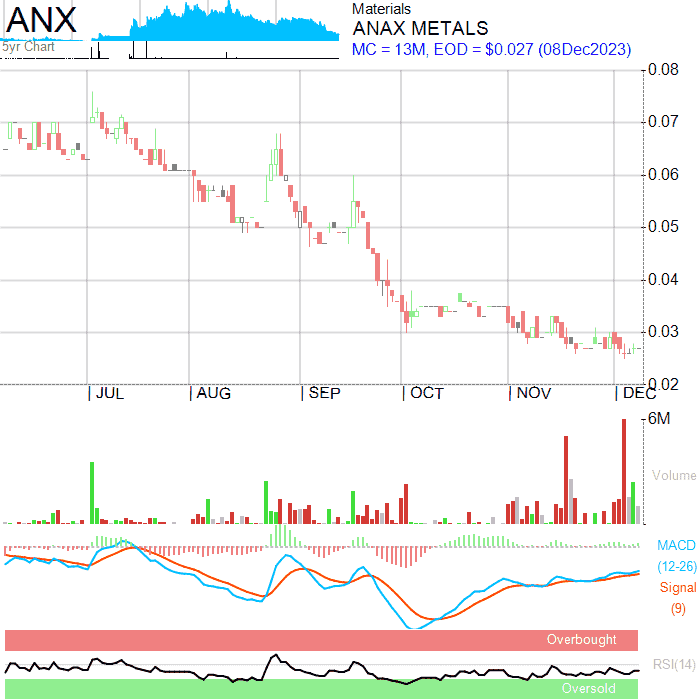 ANX
5yr Chart
Materials
ANAX METALS
MC = 13M, EOD = $0.027 (08Dec2023)
0.08
0.07
0.06
0.05
0.04
0.03
0.02
JUL
AUG
SEP
OCT
NOV
DEC
6M
Volume
MACD
(12-26)
Signal
(9)
Overbought
RSI(14)
Oversold